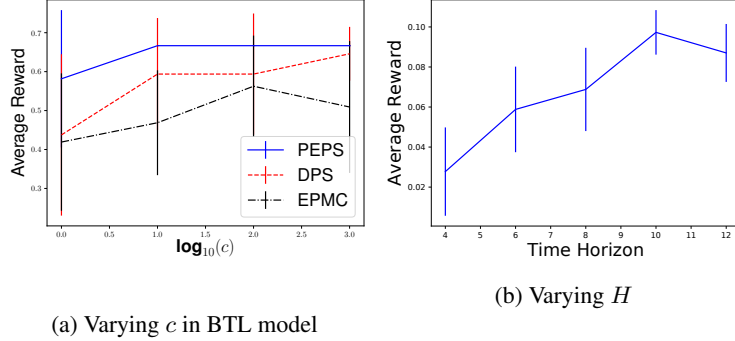 0.7
0.6
0.5
0.4
0.3
Average Reward
PEPS
DPS
EPMC
0.0 0.5 1.0 1.5 2.0 2.5 3.0
log₁₀(c)
(a) Varying c in BTL model
0.10
0.08
0.06
0.04
0.02
Average Reward
4 5 6 7 8 9 10 11 12
Time Horizon
(b) Varying H